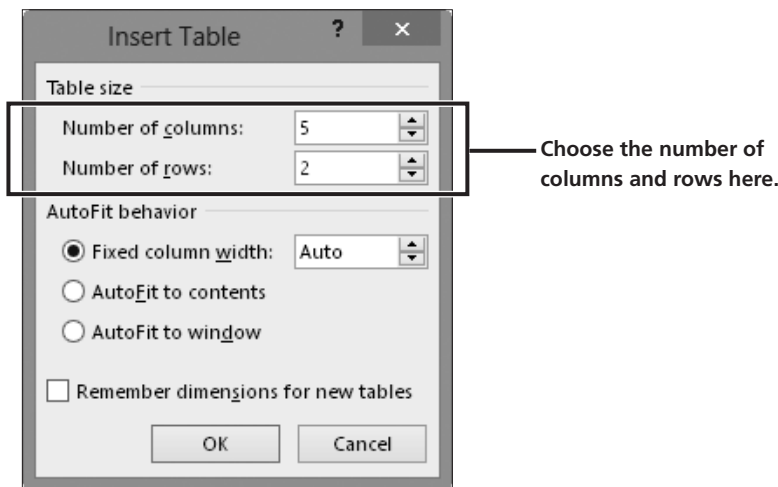 Insert Table ? ×
Table size
Number of columns: 5
Number of rows: 2
Choose the number of
columns and rows here.
AutoFit behavior
Fixed column width: Auto
AutoFit to contents
AutoFit to window
Remember dimensions for new tables
OK Cancel